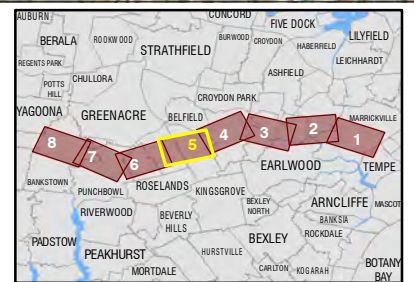 AUBURN
CONCORD
FIVE DOCK
BERALA
ROOKWOOD
STRATHFIELD
BURWOOD
CROYDON
HABERFIELD
LILYFIELD
REGENTS PARK
LEICHHARDT
POTTS
HILL
CHULLORA
ASHFIELD
CROYDON PARK
YAGOONA
GREENACRE
BELFIELD
MARRICKVILLE
8
7
6
5
4
3
2
1
BANKSTOWN
PUNCHBOWL
ROSELANDS
KINGSGROVE
EARLWOOD
TEMPE
RIVERWOOD
BEVERLY
HILLS
BEXLEY
NORTH
ARNCLIFFE
MASCOT
BANKSIA
ROCKDALE
PADSTOW
PEAKHURST
HURSTVILLE
BEXLEY
MORTDALE
CARLTON
KOGARAH
BOTANY
BAY